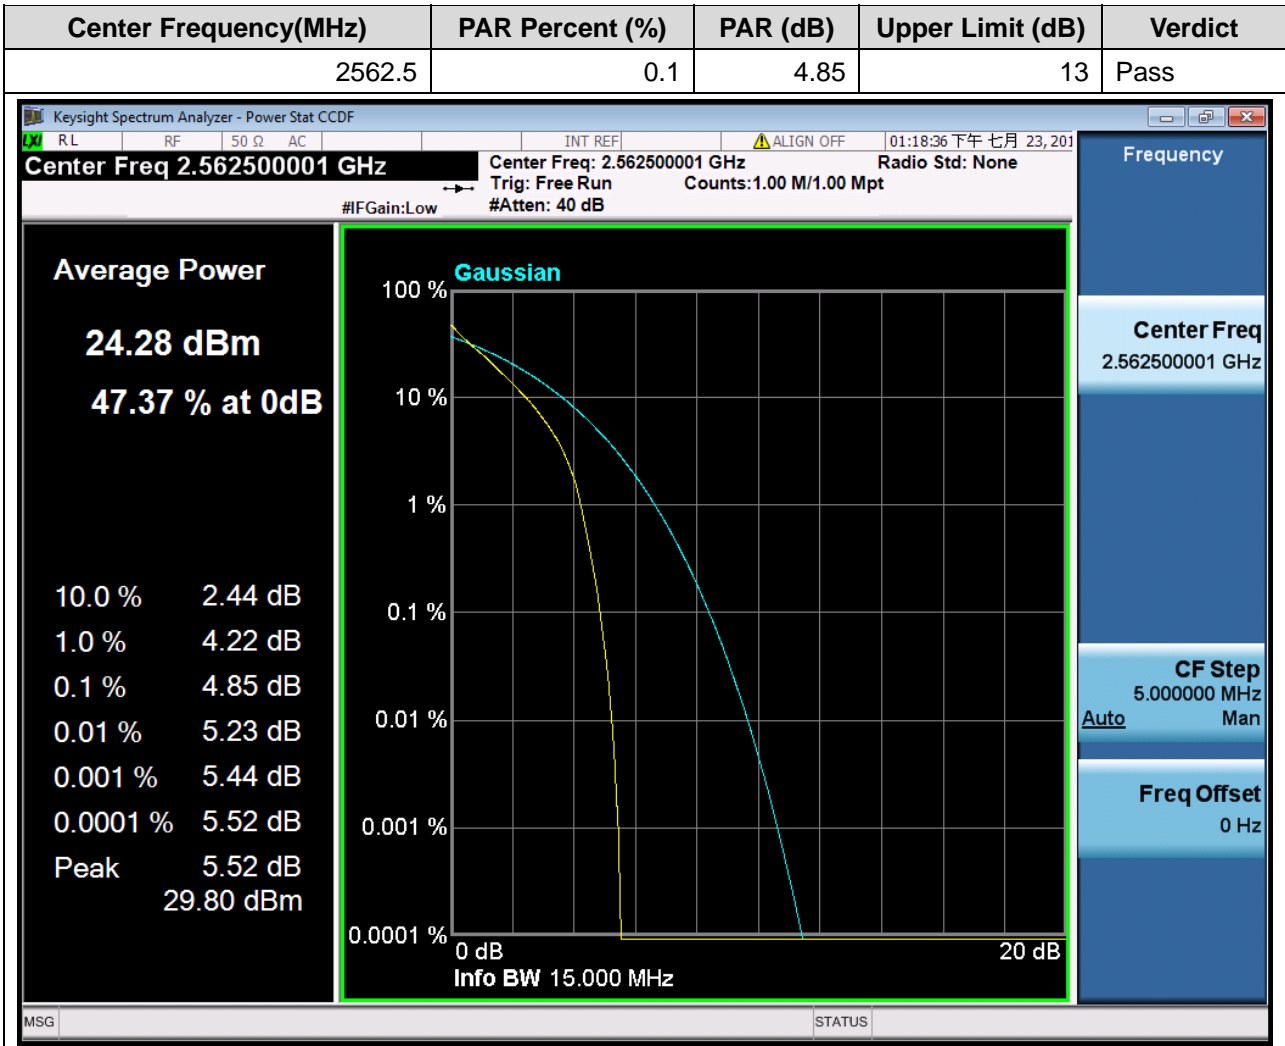 Center Frequency(MHz) PAR Percent (%) PAR (dB) Upper Limit (dB) Verdict
2562.5 0.1 4.85 13 Pass
Keysight Spectrum Analyzer - Power Stat CCDF
LXI RL RF 50 Ω AC INT REF ALIGN OFF 01:18:36 下午 七月 23, 201
Center Freq 2.562500001 GHz
Center Freq: 2.562500001 GHz Radio Std: None
Trig: Free Run Counts:1.00 M/1.00 Mpt
#IFGain:Low #Atten: 40 dB
Frequency
Average Power
24.28 dBm
47.37 % at 0dB
10.0 % 2.44 dB
1.0 % 4.22 dB
0.1 % 4.85 dB
0.01 % 5.23 dB
0.001 % 5.44 dB
0.0001 % 5.52 dB
Peak 5.52 dB
29.80 dBm
Gaussian
100 %
10 %
1 %
0.1 %
0.01 %
0.001 %
0.0001 %
0 dB 20 dB
Info BW 15.000 MHz
Center Freq
2.562500001 GHz
CF Step
5.000000 MHz
Auto Man
Freq Offset
0 Hz
MSG STATUS